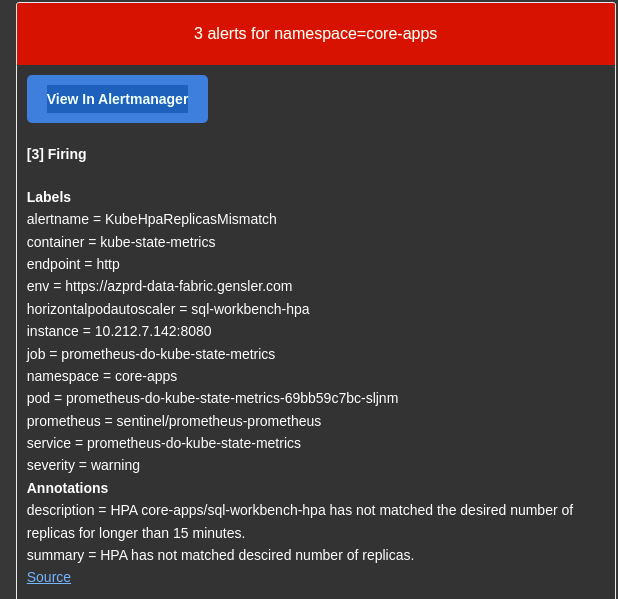 3 alerts for namespace=core-apps
View In Alertmanager
[3] Firing
Labels
alertname = KubeHpaReplicasMismatch
container = kube-state-metrics
endpoint = http
env = https://azprd-data-fabric.gensler.com
horizontalpodautoscaler = sql-workbench-hpa
instance = 10.212.7.142:8080
job = prometheus-do-kube-state-metrics
namespace = core-apps
pod = prometheus-do-kube-state-metrics-69bb59c7bc-sljnm
prometheus = sentinel/prometheus-prometheus
service = prometheus-do-kube-state-metrics
severity = warning
Annotations
description = HPA core-apps/sql-workbench-hpa has not matched the desired number of
replicas for longer than 15 minutes.
summary = HPA has not matched descired number of replicas.
Source